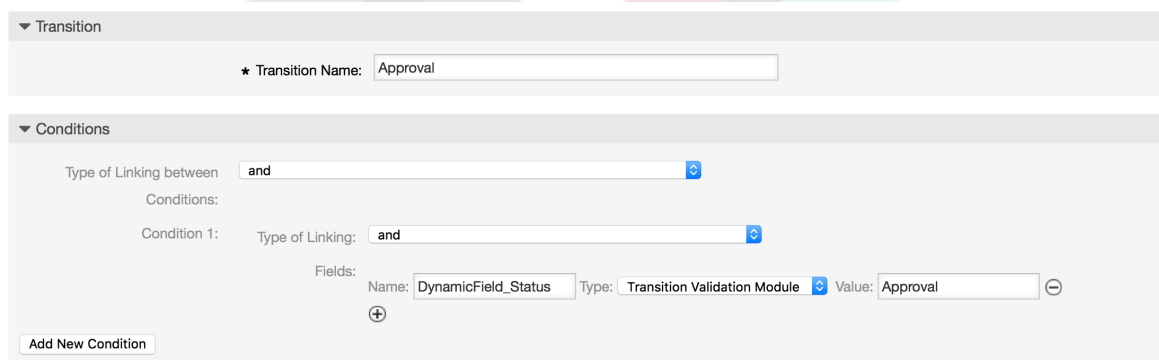 Transition
* Transition Name: Approval
Conditions
Type of Linking between Conditions: and
Condition 1: Type of Linking: and
Fields:
Name: DynamicField_Status Type: Transition Validation Module Value: Approval
Add New Condition